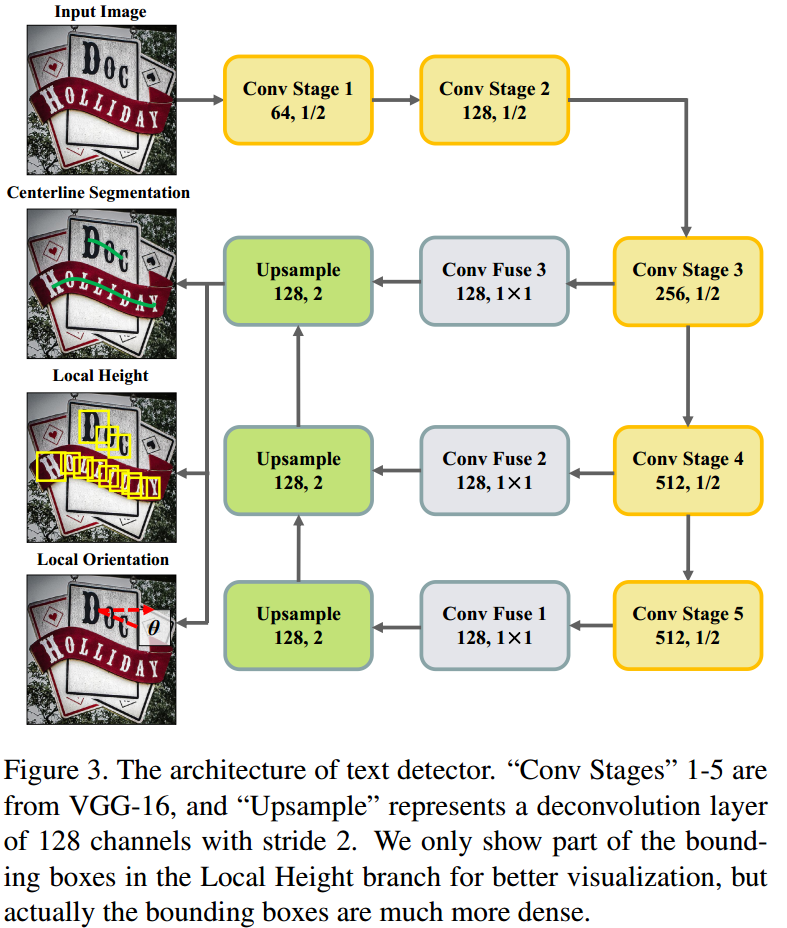 Input Image
DOC
HOLLIDAY
Conv Stage 1
64, 1/2
Conv Stage 2
128, 1/2
Centerline Segmentation
DOC
HOLLIDAY
Upsample
128, 2
Conv Fuse 3
128, 1×1
Conv Stage 3
256, 1/2
Local Height
DOC
HOLLIDAY
Upsample
128, 2
Conv Fuse 2
128, 1×1
Conv Stage 4
512, 1/2
Local Orientation
DOC
θ
HOLLIDAY
Upsample
128, 2
Conv Fuse 1
128, 1×1
Conv Stage 5
512, 1/2
Figure 3. The architecture of text detector. “Conv Stages” 1-5 are
from VGG-16, and “Upsample” represents a deconvolution layer
of 128 channels with stride 2. We only show part of the bound-
ing boxes in the Local Height branch for better visualization, but
actually the bounding boxes are much more dense.